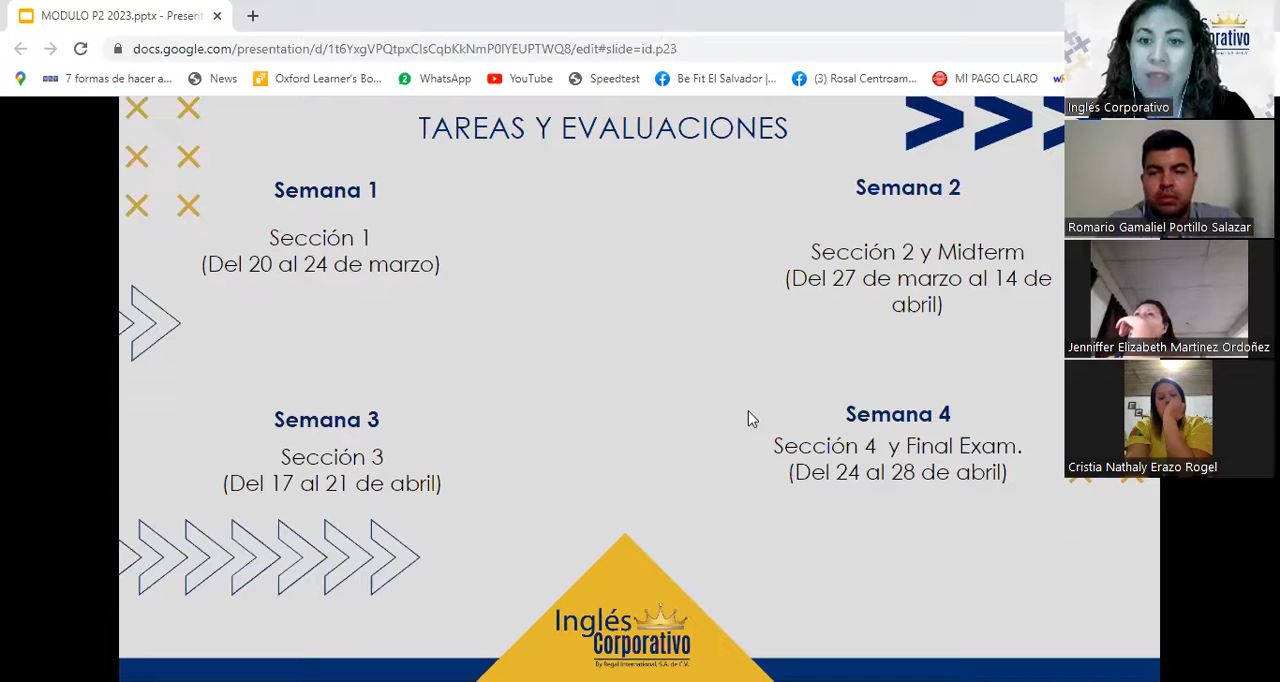 MODULO P2 2023.pptx - Present
docs.google.com/presentation/d/1t6YxgVPQtpxClsCqbKkNmP0lYEUPTWQ8/edit#slide=id.p23
7 formas de hacer a...
News
Oxford Learner's Bo...
WhatsApp
YouTube
Speedtest
Be Fit El Salvador |...
(3) Rosal Centroam...
MI PAGO CLARO
TAREAS Y EVALUACIONES
Semana 1
Sección 1
(Del 20 al 24 de marzo)
Semana 2
Sección 2 y Midterm
(Del 27 de marzo al 14 de
abril)
Semana 3
Sección 3
(Del 17 al 21 de abril)
Semana 4
Sección 4 y Final Exam.
(Del 24 al 28 de abril)
Inglés
Corporativo
By Regal International, S.A. de C.V.
Inglés Corporativo
Romario Gamaliel Portillo Salazar
Jenniffer Elizabeth Martinez Ordoñez
Cristia Nathaly Erazo Rogel